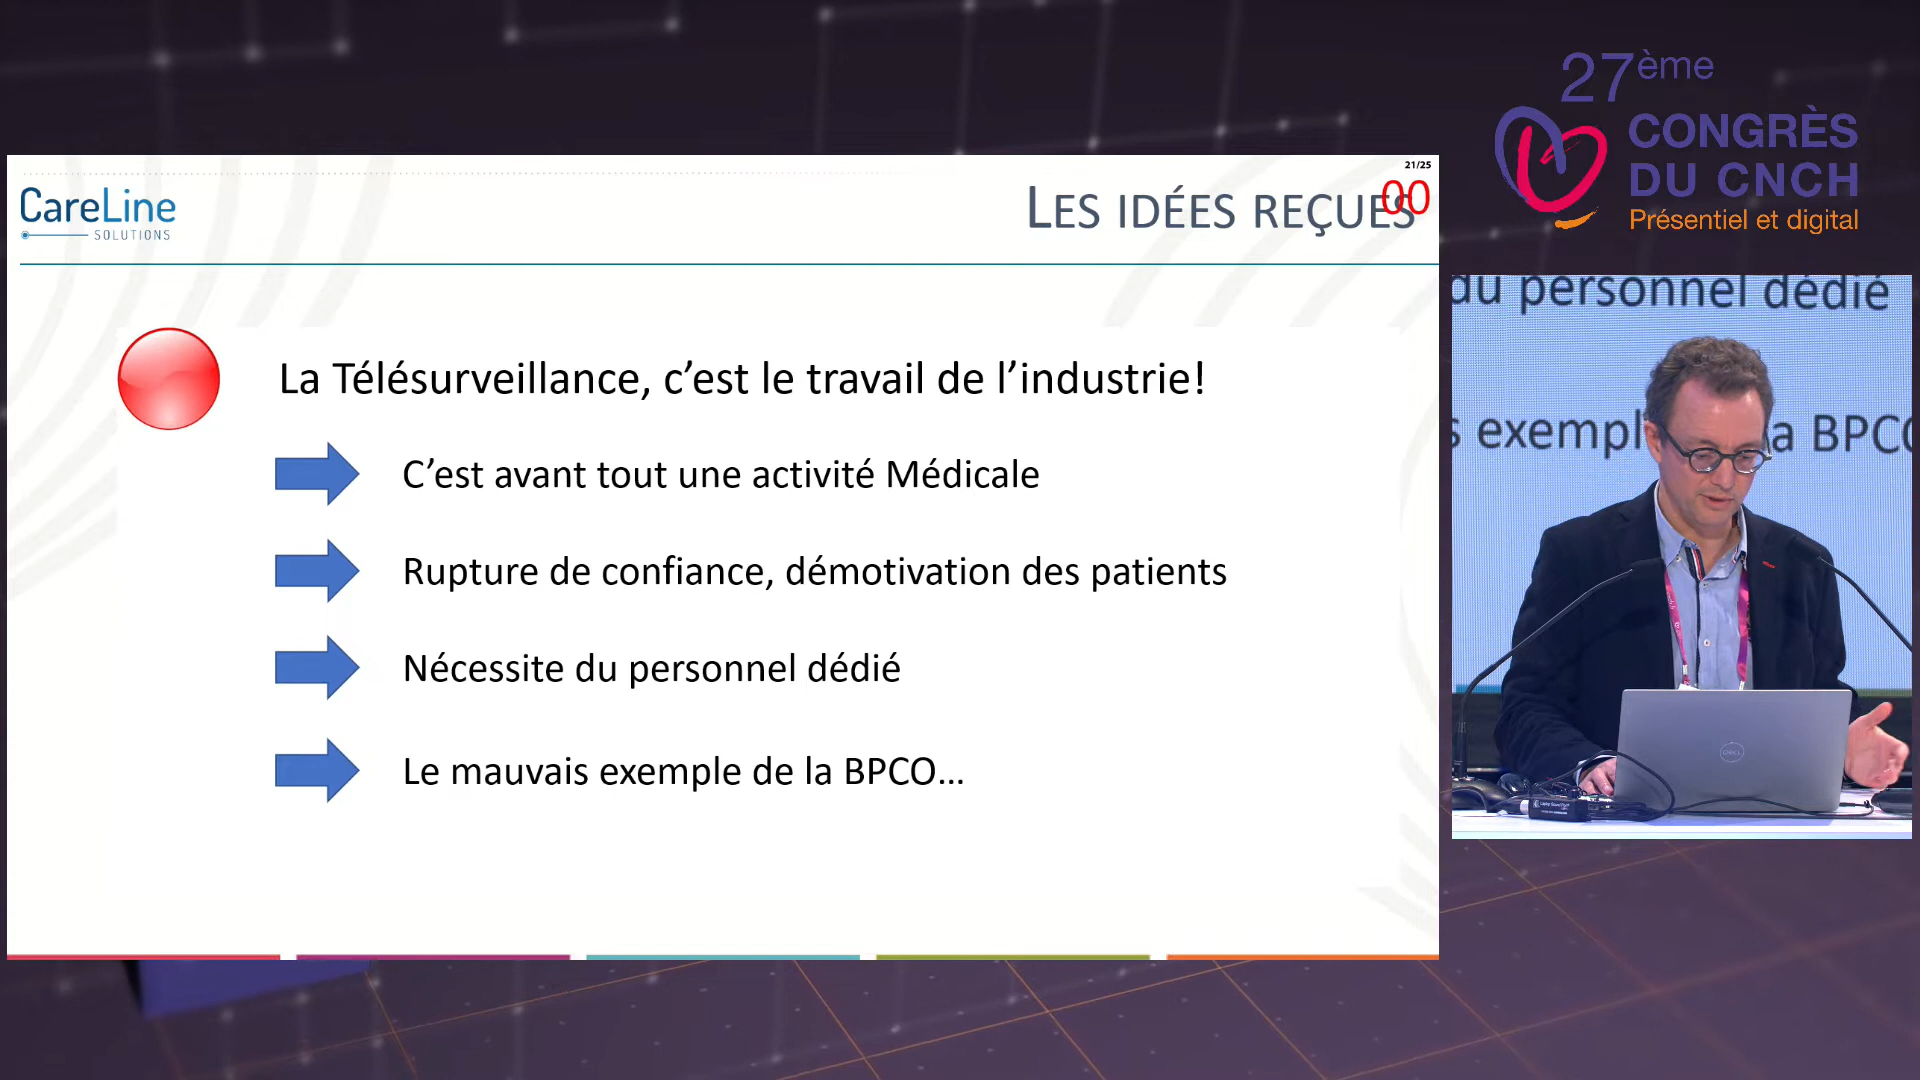 27ème
CONGRÈS
DU CNCH
Présentiel et digital
21/25
00
CareLine
SOLUTIONS
LES IDÉES REÇUES
La Télésurveillance, c’est le travail de l’industrie!
C’est avant tout une activité Médicale
Rupture de confiance, démotivation des patients
Nécessite du personnel dédié
Le mauvais exemple de la BPCO...
du personnel dédié
s exempl a BPCO
DELL